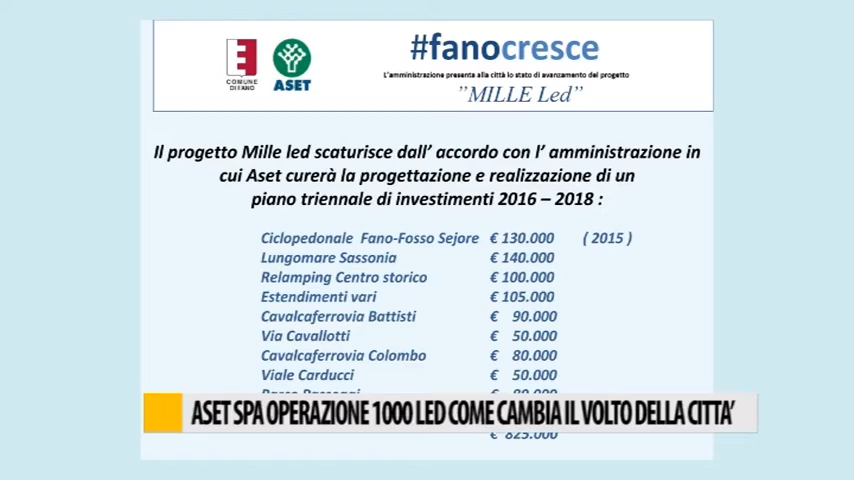 COMUNE
DI FANO
ASET
#fanocresce
L'amministrazione presenta alla città lo stato di avanzamento del progetto
"MILLE Led"
Il progetto Mille led scaturisce dall' accordo con l' amministrazione in
cui Aset curerà la progettazione e realizzazione di un
piano triennale di investimenti 2016 – 2018 :
Ciclopedonale Fano-Fosso Sejore € 130.000 ( 2015 )
Lungomare Sassonia € 140.000
Relamping Centro storico € 100.000
Estendimenti vari € 105.000
Cavalcaferrovia Battisti € 90.000
Via Cavallotti € 50.000
Cavalcaferrovia Colombo € 80.000
Viale Carducci € 50.000
ASET SPA OPERAZIONE 1000 LED COME CAMBIA IL VOLTO DELLA CITTA'
€ 825.000